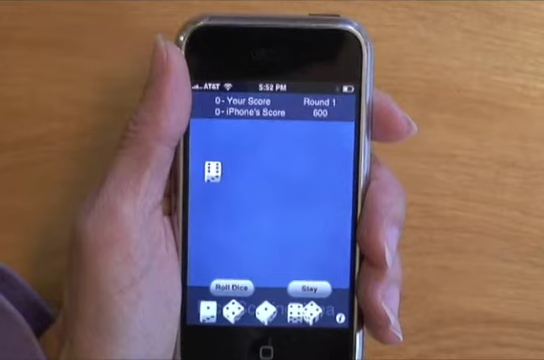 AT&T 5:52 PM
0 - Your Score Round 1
0 - iPhone's Score 600
Roll Dice Stay